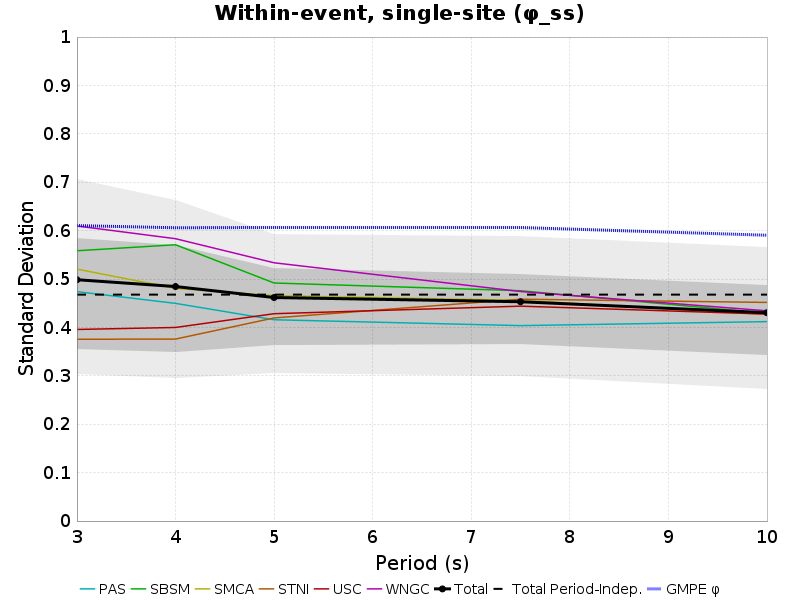 Within-event, single-site (φ_ss)
1
0.9
0.8
0.7
0.6
0.5
0.4
0.3
0.2
0.1
0
Standard Deviation
3 4 5 6 7 8 9 10
Period (s)
PAS SBSM SMCA STNI USC WNGC Total Total Period-Indep. GMPE φ